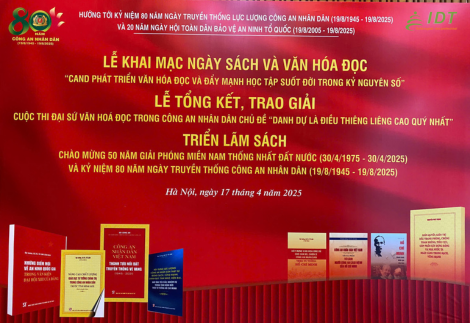 80 NĂM
CÔNG AN NHÂN DÂN
HƯỚNG TỚI KỶ NIỆM 80 NĂM NGÀY TRUYỀN THỐNG LỰC LƯỢNG CÔNG AN NHÂN DÂN (19/8/1945 - 19/8/2025)
VÀ 20 NĂM NGÀY HỘI TOÀN DÂN BẢO VỆ AN NINH TỔ QUỐC (19/8/2005 - 19/8/2025)
IDT
LỄ KHAI MẠC NGÀY SÁCH VÀ VĂN HÓA ĐỌC
"CAND PHÁT TRIỂN VĂN HÓA ĐỌC VÀ ĐẨY MẠNH HỌC TẬP SUỐT ĐỜI TRONG KỶ NGUYÊN SỐ"
LỄ TỔNG KẾT, TRAO GIẢI
CUỘC THI ĐẠI SỨ VĂN HOÁ ĐỌC TRONG CÔNG AN NHÂN DÂN CHỦ ĐỀ "DANH DỰ LÀ ĐIỀU THIÊNG LIÊNG CAO QUÝ NHẤT"
TRIỂN LÃM SÁCH
CHÀO MỪNG 50 NĂM GIẢI PHÓNG MIỀN NAM THỐNG NHẤT ĐẤT NƯỚC (30/4/1975 - 30/4/2025)
VÀ KỶ NIỆM 80 NĂM NGÀY TRUYỀN THỐNG CÔNG AN NHÂN DÂN (19/8/1945 - 19/8/2025)
Hà Nội, ngày 17 tháng 4 năm 2025
CÔNG AN
NHÂN DÂN
VIỆT NAM